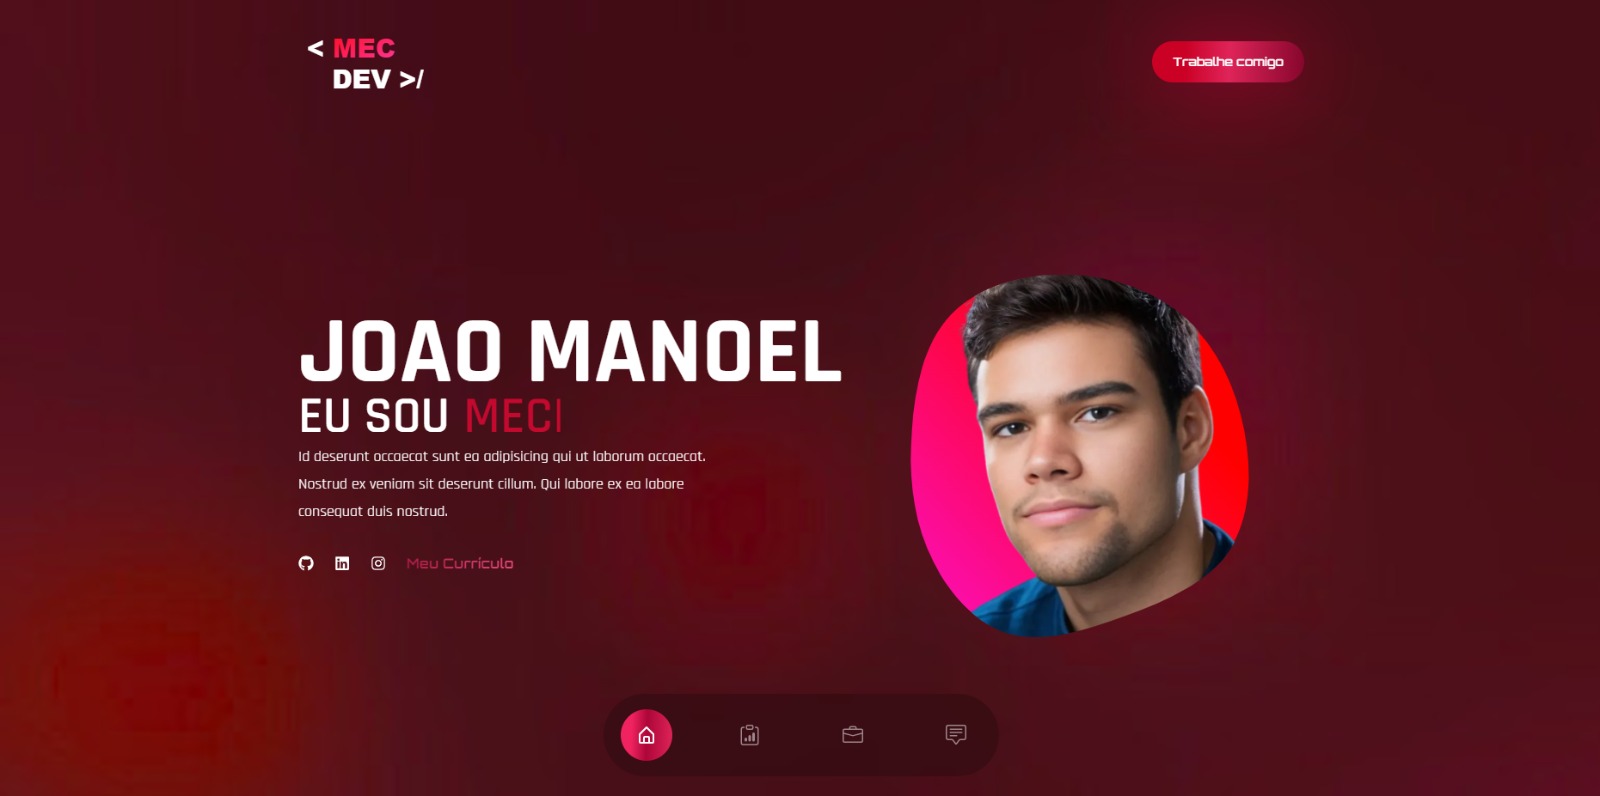 < MEC
DEV >/
Trabalhe comigo
JOAO MANOEL
EU SOU MEC|
Id deserunt occaecat sunt ea adipisicing qui ut laborum occaecat.
Nostrud ex veniam sit deserunt cillum. Qui labore ex ea labore
consequat duis nostrud.
Meu Currículo